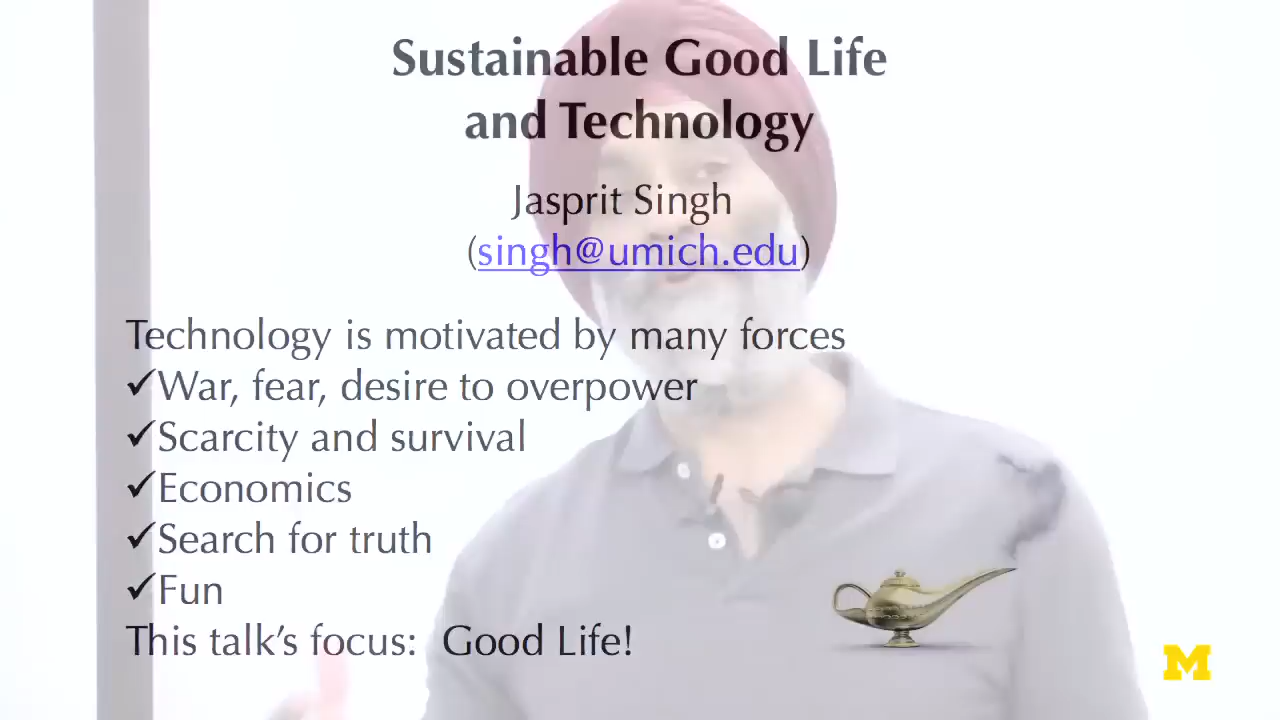 Sustainable Good Life
and Technology
Jasprit Singh
(singh@umich.edu)
Technology is motivated by many forces
✓War, fear, desire to overpower
✓Scarcity and survival
✓Economics
✓Search for truth
✓Fun
This talk's focus:  Good Life!
M